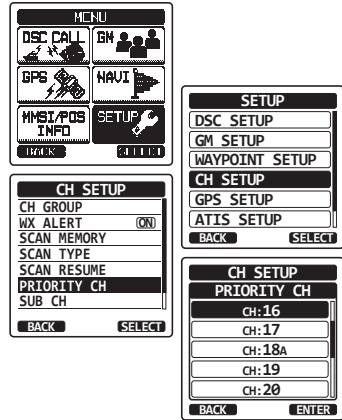 MENU
DSC CALL
GM
GPS
NAVI
MMSI/POS
INFO
SETUP
BACK
SELECT
SETUP
DSC SETUP
GM SETUP
WAYPOINT SETUP
CH SETUP
GPS SETUP
ATIS SETUP
BACK SELECT
CH SETUP
CH GROUP
WX ALERT ON
SCAN MEMORY
SCAN TYPE
SCAN RESUME
PRIORITY CH
SUB CH
BACK SELECT
CH SETUP
PRIORITY CH
CH:16
CH:17
CH:18A
CH:19
CH:20
BACK ENTER